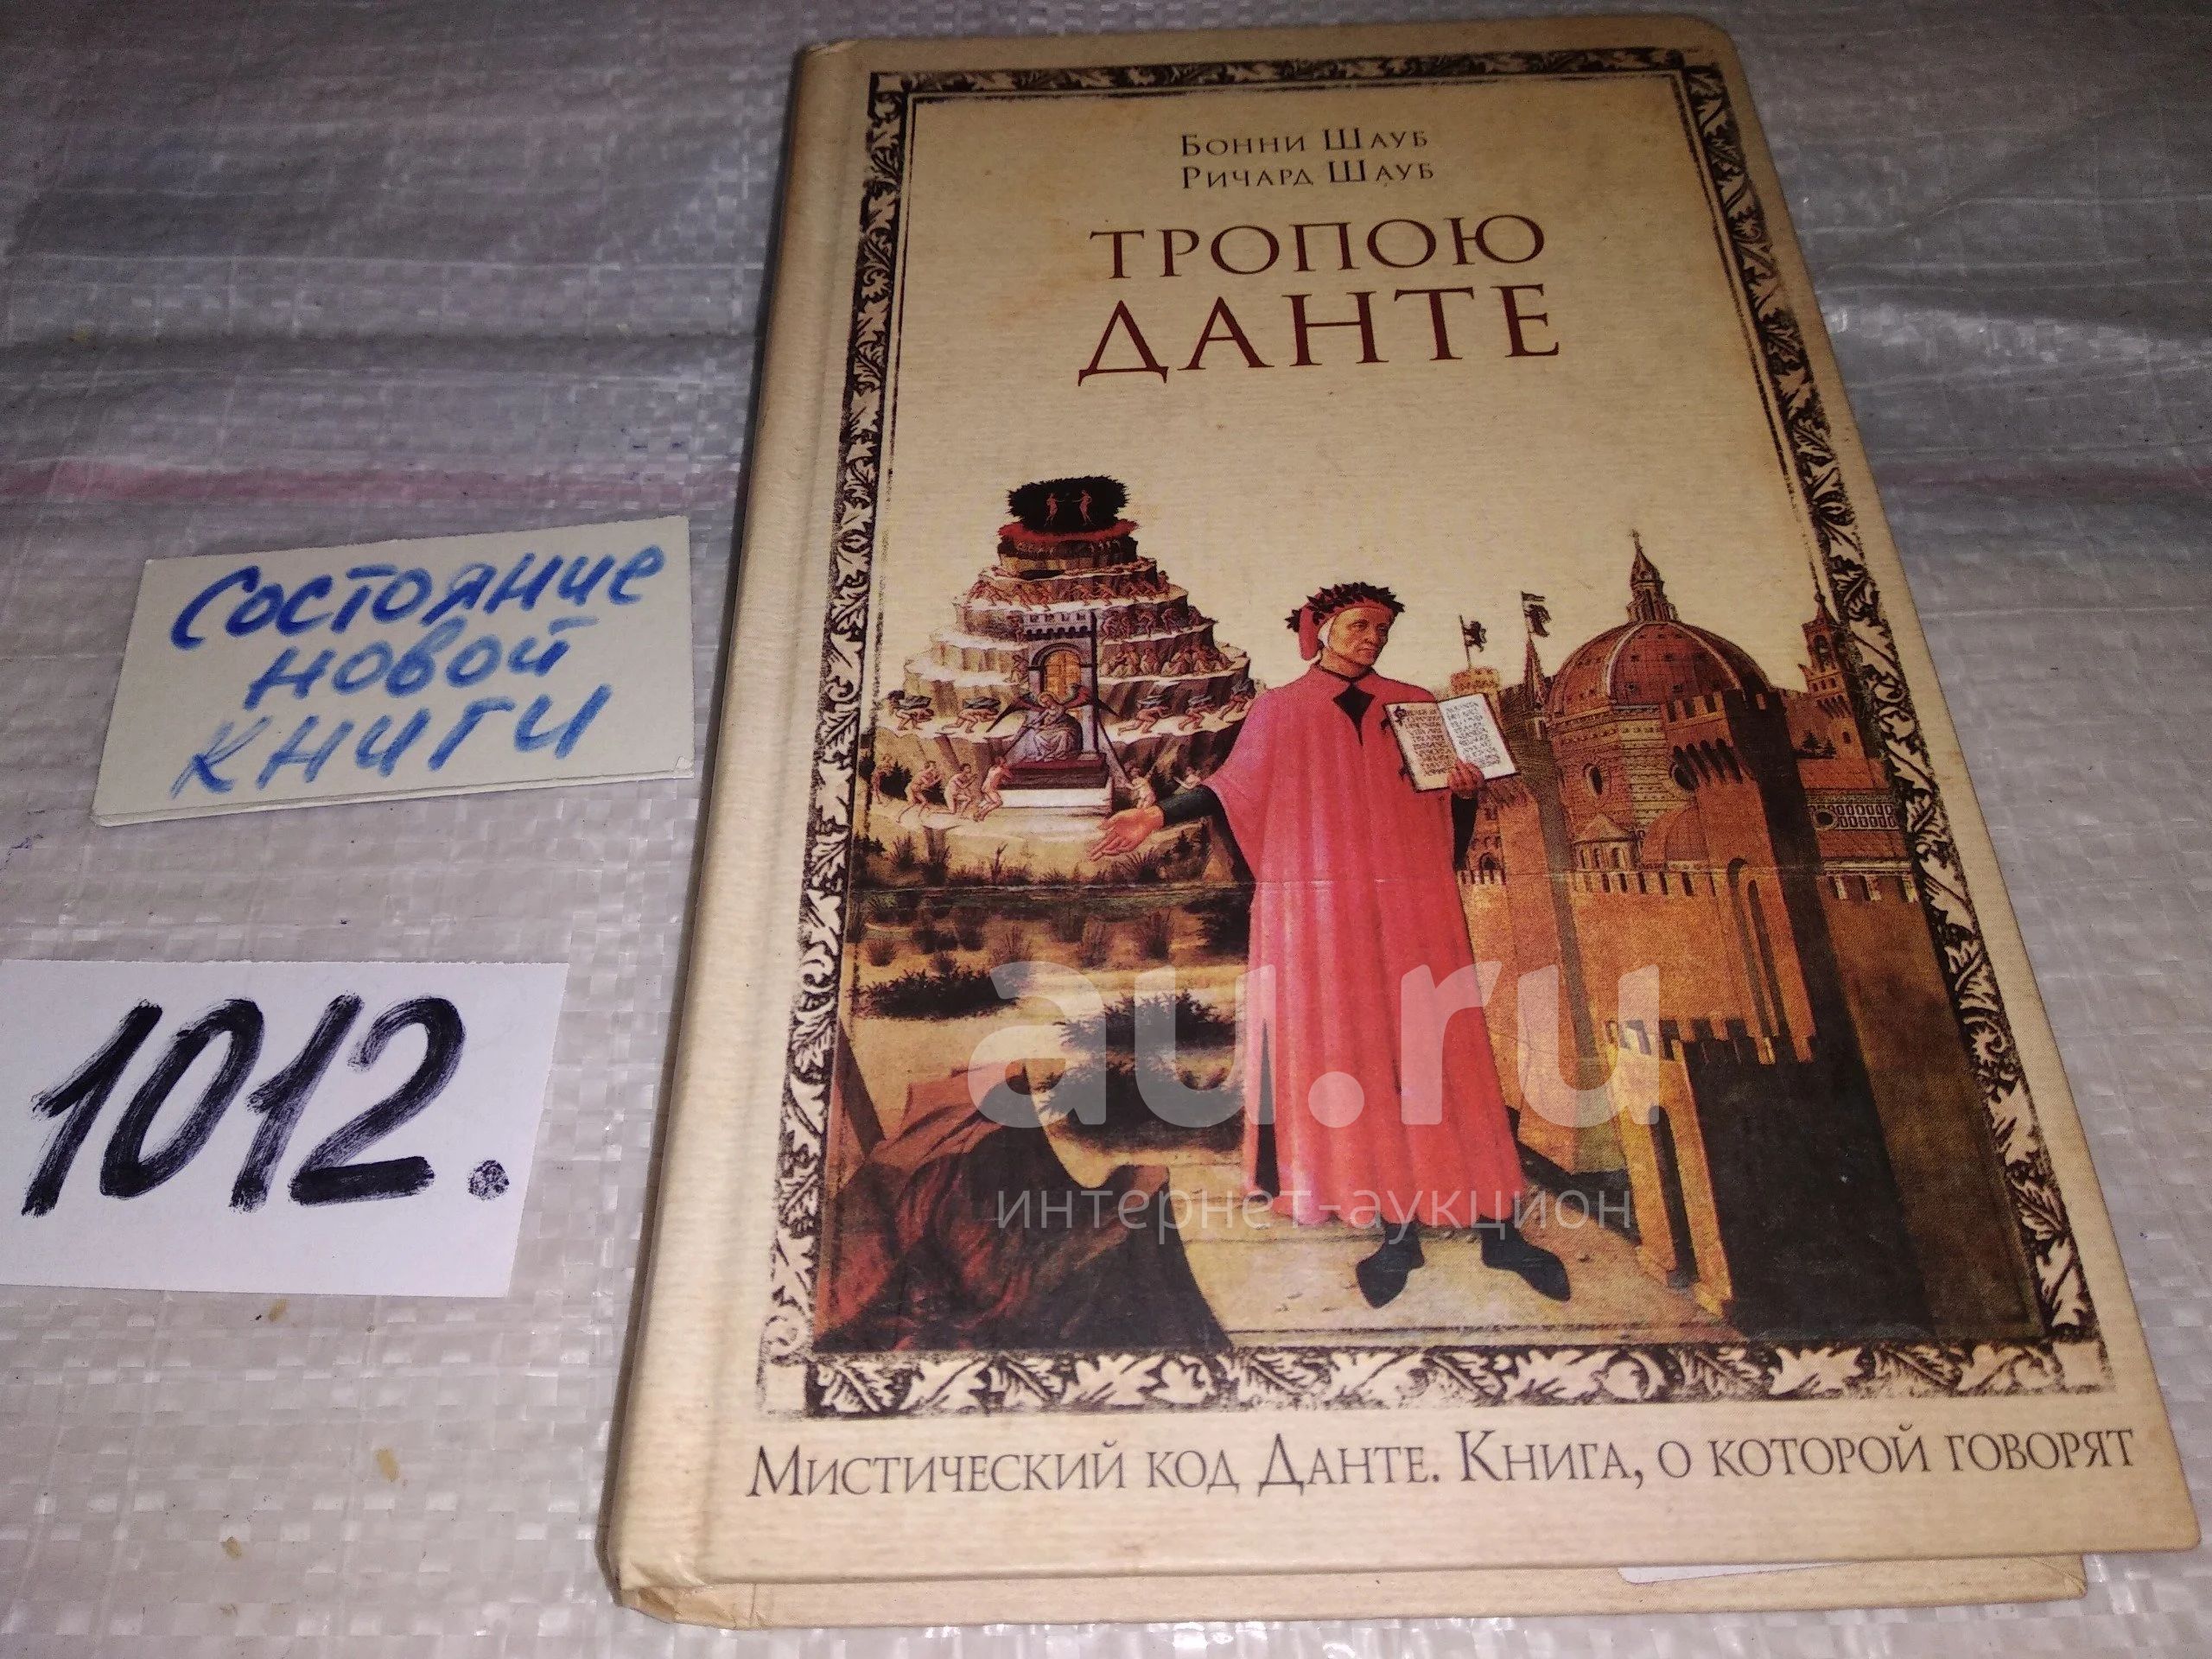 Бонни Шауб
Ричард Шауб
ТРОПОЮ
ДАНТЕ
Состояние
новой
книги
1012.
au.ru
интернет-аукцион
Мистический код Данте. Книга, о которой говорят